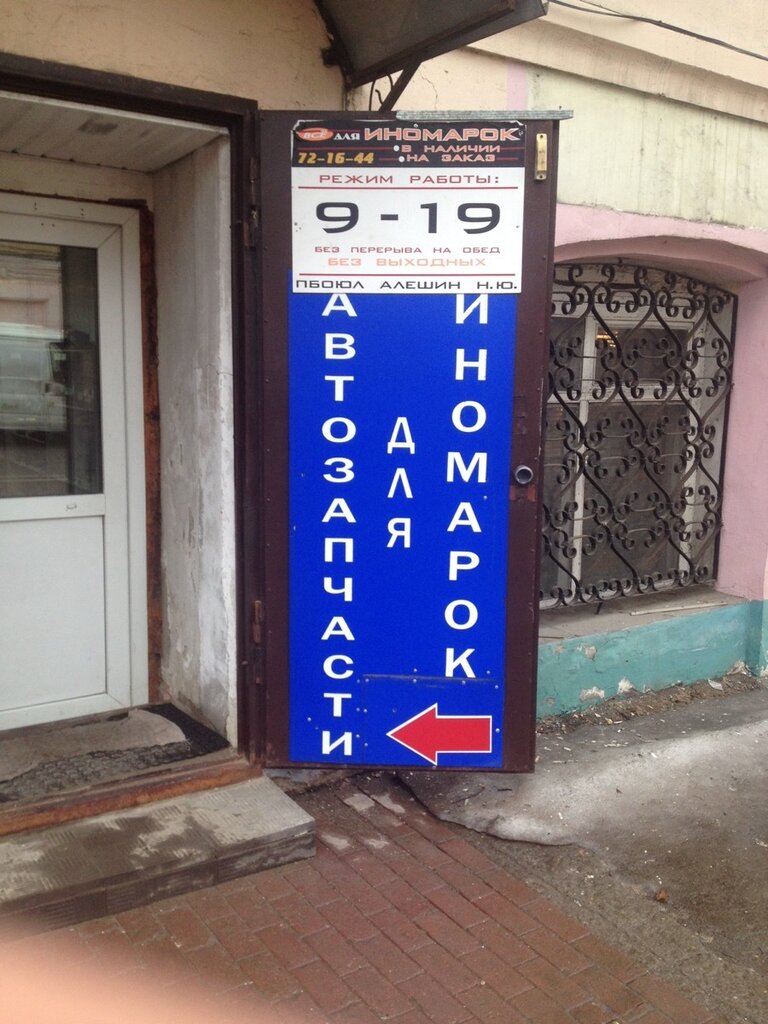 ВСЁ ДЛЯ ИНОМАРОК
72-16-44 • В НАЛИЧИИ
• НА ЗАКАЗ
РЕЖИМ РАБОТЫ:
9-19
БЕЗ ПЕРЕРЫВА НА ОБЕД
БЕЗ ВЫХОДНЫХ
ПБОЮЛ АЛЕШИН Н.Ю.
АВТОЗАПЧАСТИ
ДЛЯ
ИНОМАРОК